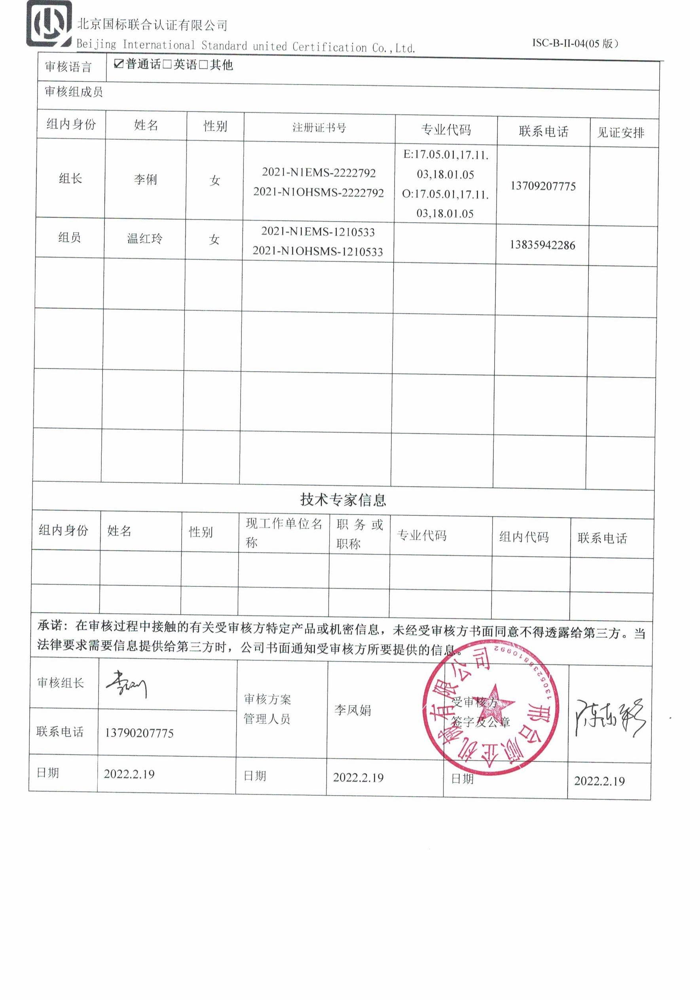 北京国标联合认证有限公司
Beijing International Standard united Certification Co.,Ltd.
ISC-B-II-04(05 版）
审核语言 ☑普通话□英语□其他
审核组成员
组内身份 姓名 性别 注册证书号 专业代码 联系电话 见证安排
组长 李俐 女
2021-N1EMS-2222792
2021-N1OHSMS-2222792
E:17.05.01,17.11.
03,18.01.05
O:17.05.01,17.11.
03,18.01.05
13709207775
组员 温红玲 女
2021-N1EMS-1210533
2021-N1OHSMS-1210533
13835942286
技术专家信息
组内身份 姓名 性别
现工作单位名
称
职 务 或
职称
专业代码 组内代码 联系电话
承诺：在审核过程中接触的有关受审核方特定产品或机密信息，未经受审核方书面同意不得透露给第三方。当
法律要求需要信息提供给第三方时，公司书面通知受审核方所要提供的信息。
审核组长 李俐
审核方案
管理人员
李凤娟
受审核方
签字及公章
邢台顺企机械有限公司
1305238810992
联系电话 13790207775
日期 2022.2.19 日期 2022.2.19 日期 2022.2.19